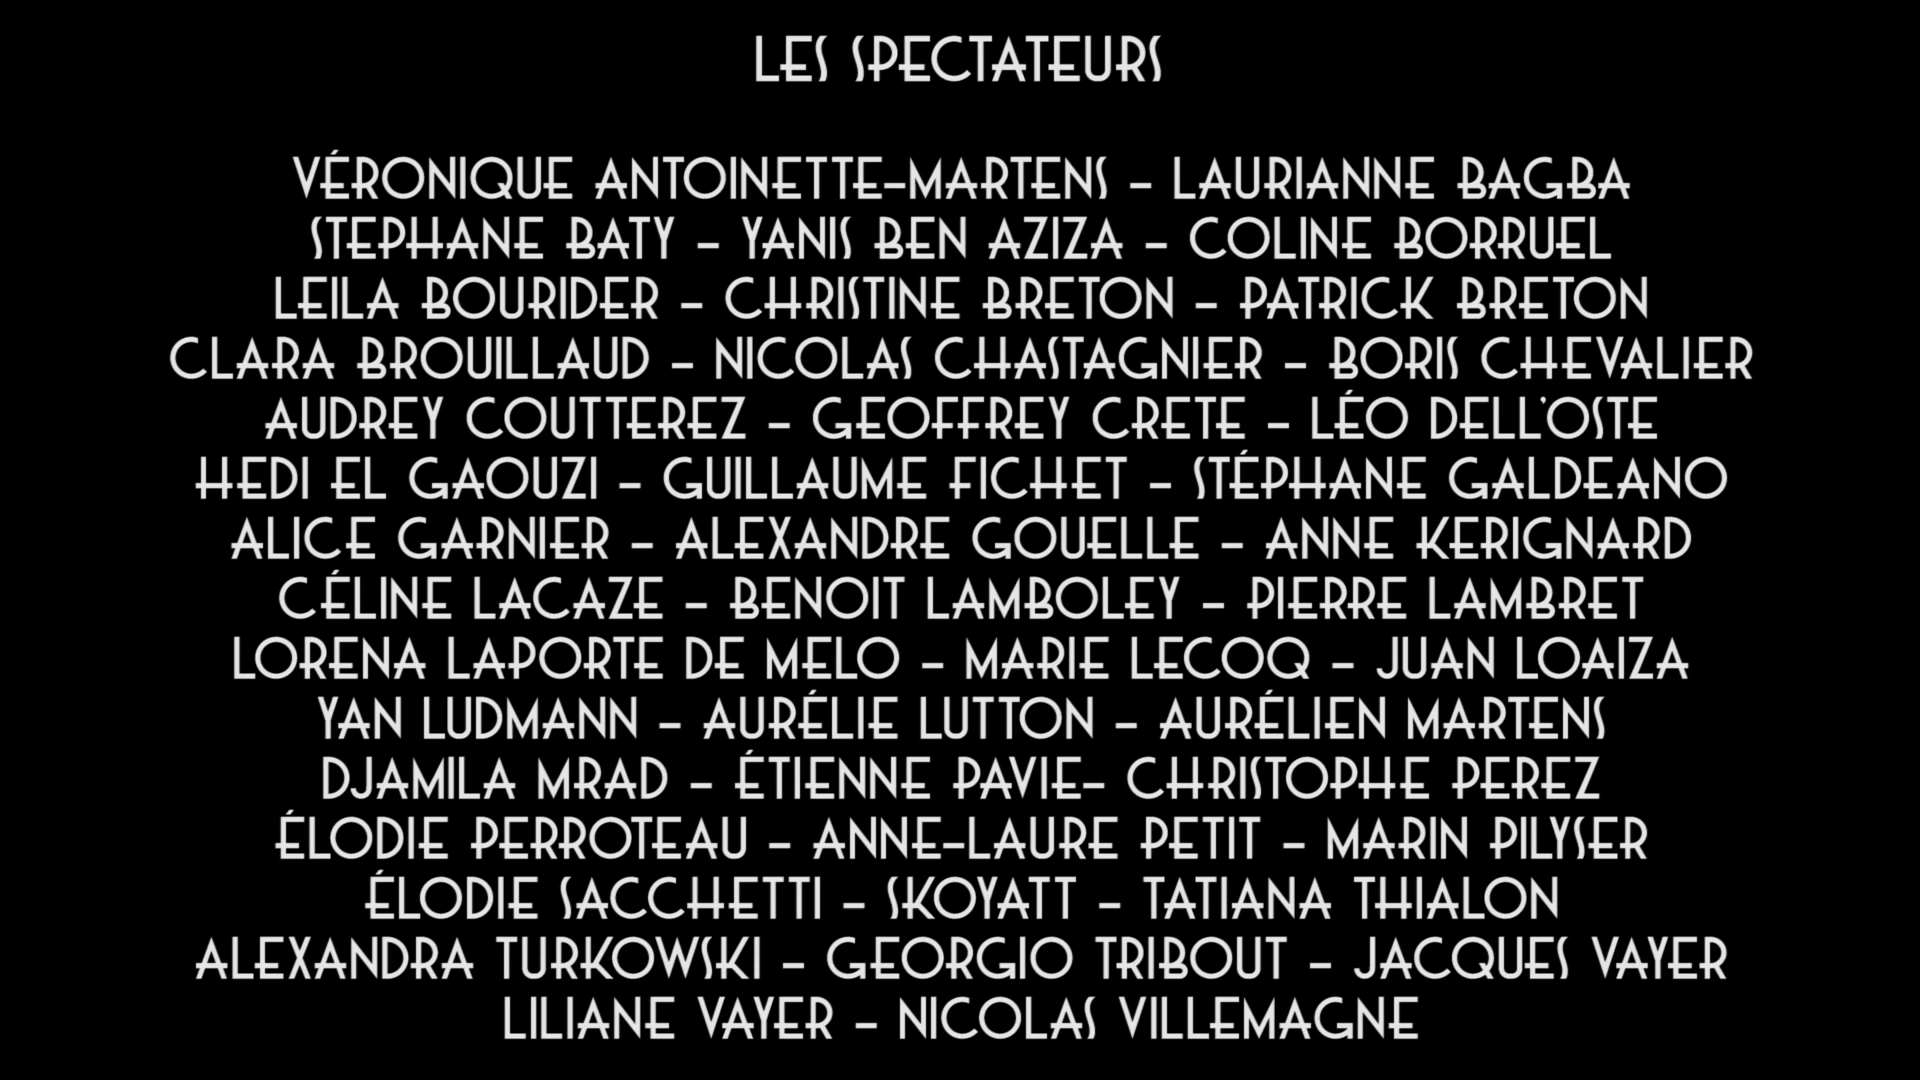 LES SPECTATEURS
VÉRONIQUE ANTOINETTE-MARTENS - LAURIANNE BAGBA
STEPHANE BATY - YANIS BEN AZIZA - COLINE BORRUEL
LEILA BOURIDER - CHRISTINE BRETON - PATRICK BRETON
CLARA BROUILLAUD - NICOLAS CHASTAGNIER - BORIS CHEVALIER
AUDREY COUTTEREZ - GEOFFREY CRETE - LÉO DELL'OSTE
HEDI EL GAOUZI - GUILLAUME FICHET - STÉPHANE GALDEANO
ALICE GARNIER - ALEXANDRE GOUELLE - ANNE KERIGNARD
CÉLINE LACAZE - BENOIT LAMBOLEY - PIERRE LAMBRET
LORENA LAPORTE DE MELO - MARIE LECOQ - JUAN LOAIZA
YAN LUDMANN - AURÉLIE LUTTON - AURÉLIEN MARTENS
DJAMILA MRAD - ÉTIENNE PAVIE- CHRISTOPHE PEREZ
ÉLODIE PERROTEAU - ANNE-LAURE PETIT - MARIN PILYSER
ÉLODIE SACCHETTI - SKOYATT - TATIANA THIALON
ALEXANDRA TURKOWSKI - GEORGIO TRIBOUT - JACQUES VAYER
LILIANE VAYER - NICOLAS VILLEMAGNE